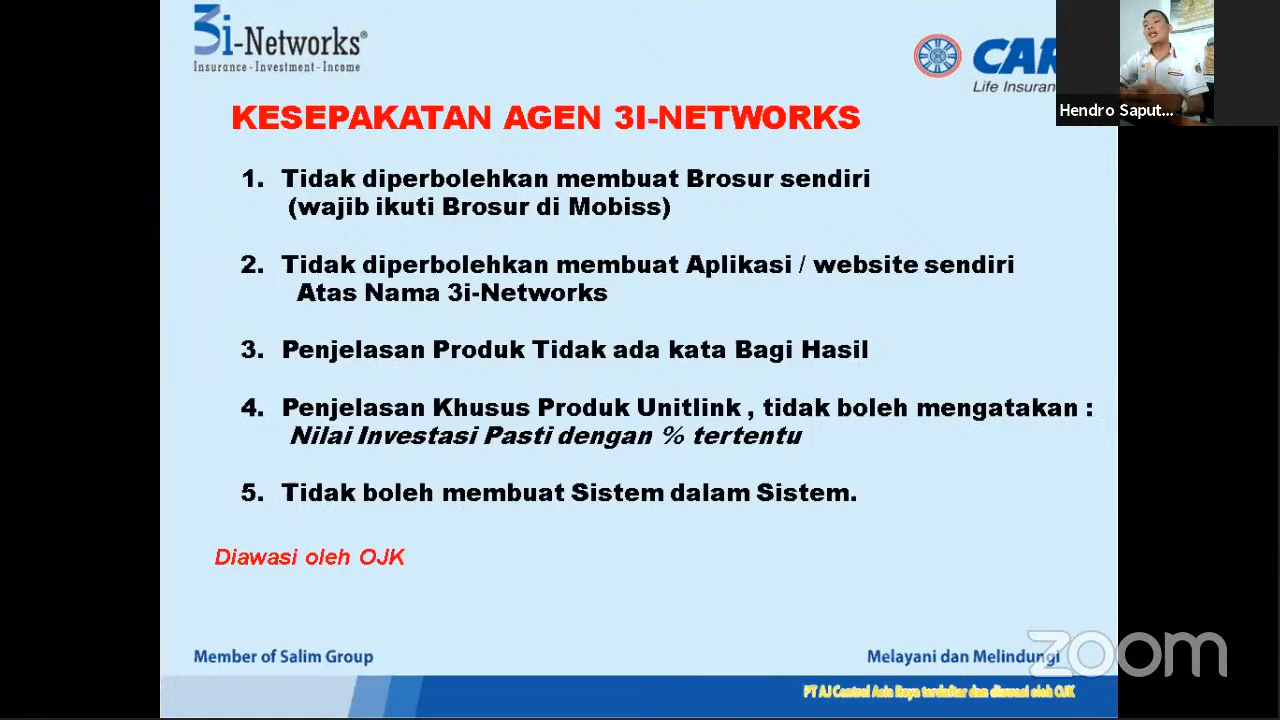 3i-Networks®
Insurance - Investment - Income
CAR
Life Insuran
Hendro Saput...
KESEPAKATAN AGEN 3I-NETWORKS
1. Tidak diperbolehkan membuat Brosur sendiri
(wajib ikuti Brosur di Mobiss)
2. Tidak diperbolehkan membuat Aplikasi / website sendiri
Atas Nama 3i-Networks
3. Penjelasan Produk Tidak ada kata Bagi Hasil
4. Penjelasan Khusus Produk Unitlink , tidak boleh mengatakan :
Nilai Investasi Pasti dengan % tertentu
5. Tidak boleh membuat Sistem dalam Sistem.
Diawasi oleh OJK
Member of Salim Group
Melayani dan Melindungi
zoom
PT AJ Central Asia Raya terdaftar dan diawasi oleh OJK